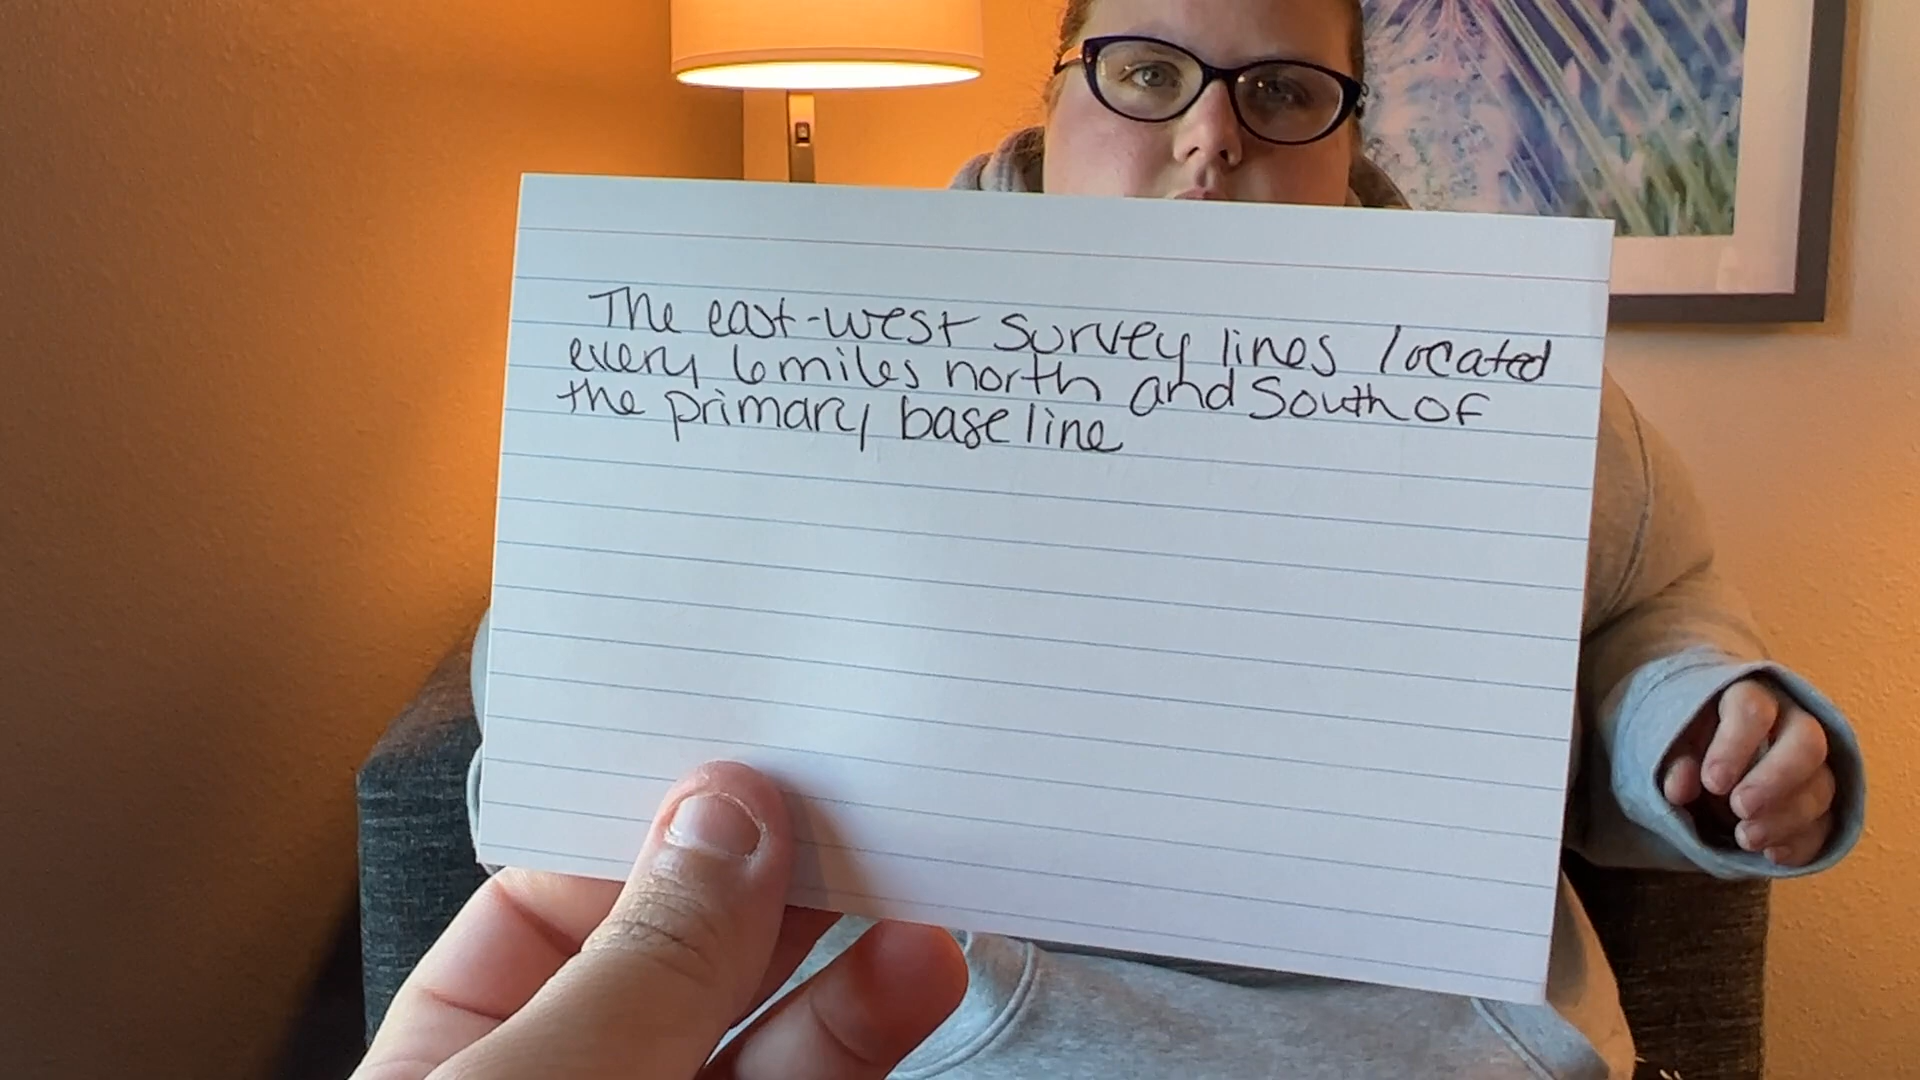 The east-west survey lines located
every 6 miles north and south of
the primary base line